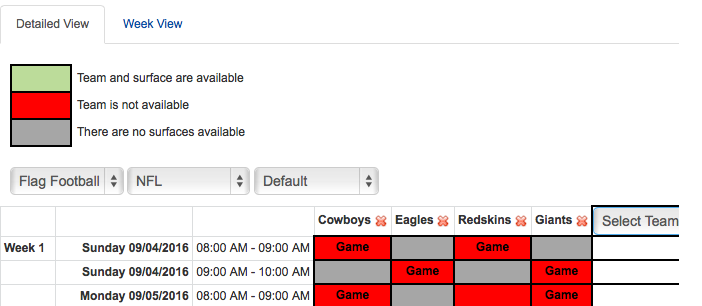 Detailed View Week View
Team and surface are available
Team is not available
There are no surfaces available
Flag Football NFL Default
Cowboys Eagles Redskins Giants Select Team
Week 1 Sunday 09/04/2016 08:00 AM - 09:00 AM Game Game
Sunday 09/04/2016 09:00 AM - 10:00 AM Game Game
Monday 09/05/2016 08:00 AM - 09:00 AM Game Game